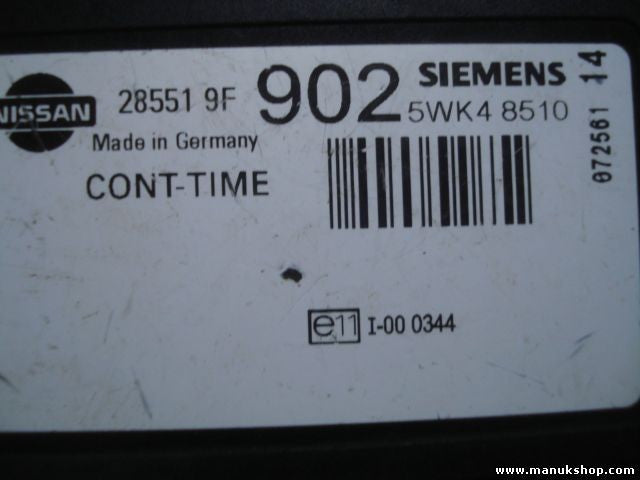 NISSAN 28551 9F 902 SIEMENS
5WK4 8510
Made in Germany
CONT-TIME
072561 14
e11 I-00 0344
www.manukshop.com